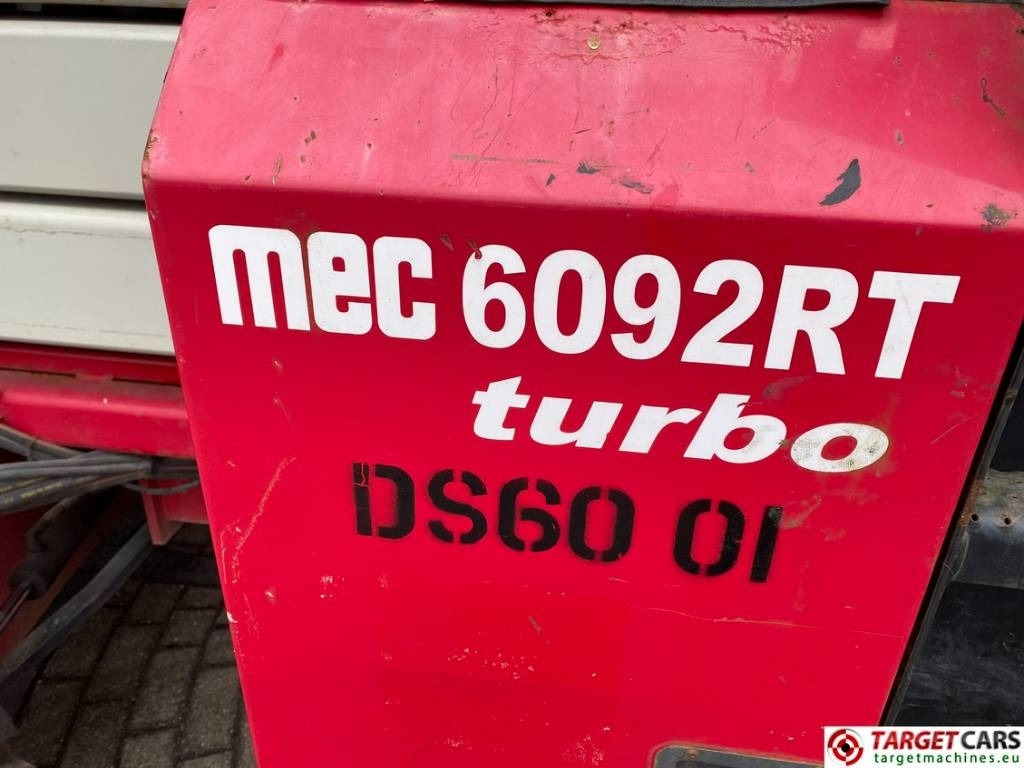 mec 6092RT
turbo
DS60 01
TARGETCARS
targetmachines.eu